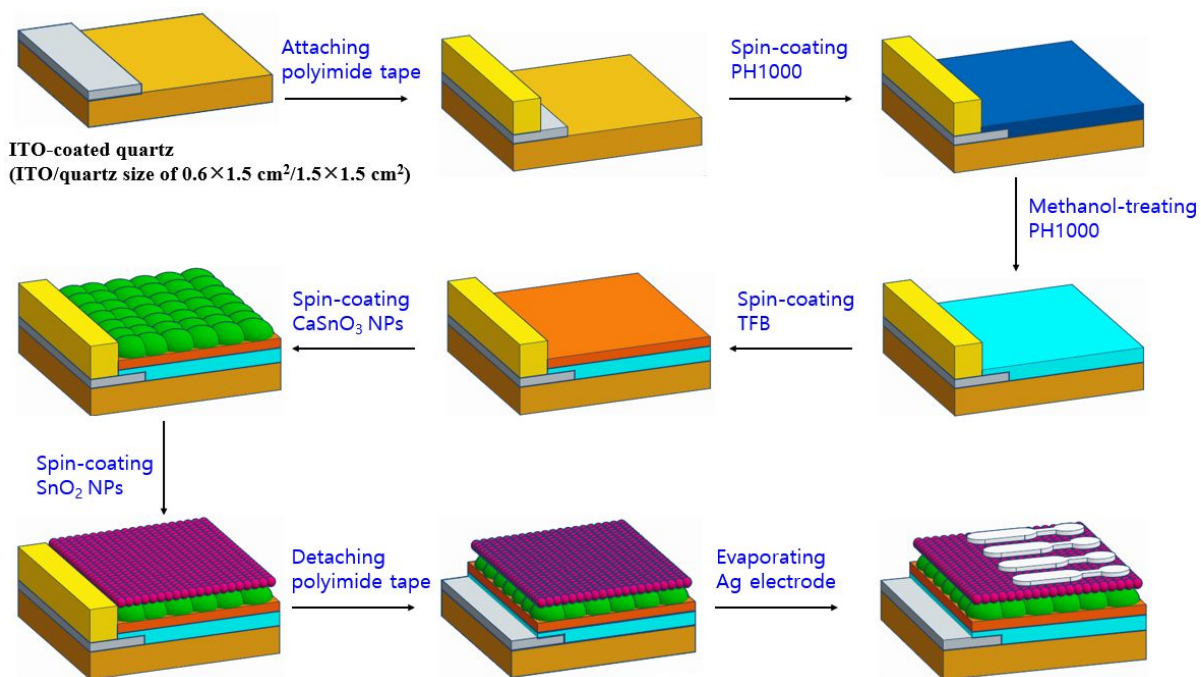 Attaching
polyimide tape
Spin-coating
PH1000
ITO-coated quartz
(ITO/quartz size of 0.6×1.5 cm²/1.5×1.5 cm²)
Methanol-treating
PH1000
Spin-coating
TFB
Spin-coating
CaSnO₃ NPs
Spin-coating
SnO₂ NPs
Detaching
polyimide tape
Evaporating
Ag electrode